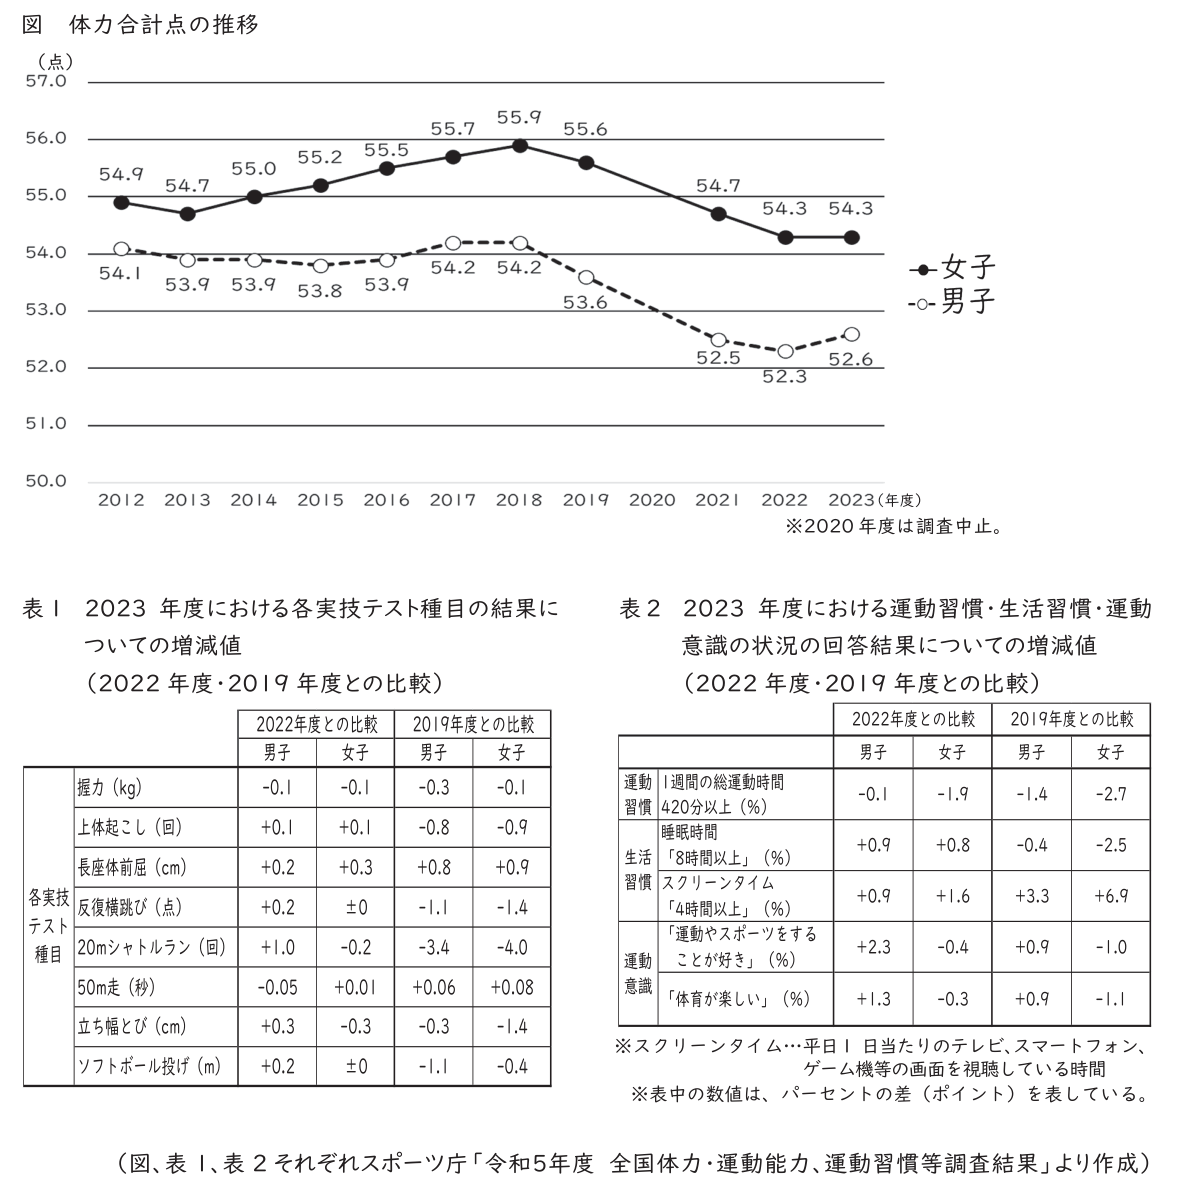 図　体力合計点の推移
（点）
57.0
56.0
55.0
54.0
53.0
52.0
51.0
50.0
54.9 54.7 55.0 55.2 55.5 55.7 55.9 55.6 54.7 54.3 54.3
54.1 53.9 53.9 53.8 53.9 54.2 54.2 53.6 52.5 52.3 52.6
女子
男子
2012 2013 2014 2015 2016 2017 2018 2019 2020 2021 2022 2023（年度）
※2020年度は調査中止。
表1　2023 年度における各実技テスト種目の結果に
ついての増減値
（2022 年度・2019 年度との比較）
2022年度との比較 2019年度との比較
男子 女子 男子 女子
各実技
テスト
種目
握力（kg） -0.1 -0.1 -0.3 -0.1
上体起こし（回） +0.1 +0.1 -0.8 -0.9
長座体前屈（cm） +0.2 +0.3 +0.8 +0.9
反復横跳び（点） +0.2 ±0 -1.1 -1.4
20mシャトルラン（回） +1.0 -0.2 -3.4 -4.0
50m走（秒） -0.05 +0.01 +0.06 +0.08
立ち幅とび（cm） +0.3 -0.3 -0.3 -1.4
ソフトボール投げ（m） +0.2 ±0 -1.1 -0.4
表2　2023 年度における運動習慣・生活習慣・運動
意識の状況の回答結果についての増減値
（2022 年度・2019 年度との比較）
2022年度との比較 2019年度との比較
男子 女子 男子 女子
運動
習慣
1週間の総運動時間
420分以上（%） -0.1 -1.9 -1.4 -2.7
生活
習慣
睡眠時間
「8時間以上」（%） +0.9 +0.8 -0.4 -2.5
スクリーンタイム
「4時間以上」（%） +0.9 +1.6 +3.3 +6.9
運動
意識
「運動やスポーツをする
ことが好き」（%） +2.3 -0.4 +0.9 -1.0
「体育が楽しい」（%） +1.3 -0.3 +0.9 -1.1
※スクリーンタイム…平日1 日当たりのテレビ、スマートフォン、
ゲーム機等の画面を視聴している時間
※表中の数値は、パーセントの差（ポイント）を表している。
（図、表1、表2それぞれスポーツ庁「令和5年度 全国体力・運動能力、運動習慣等調査結果」より作成）